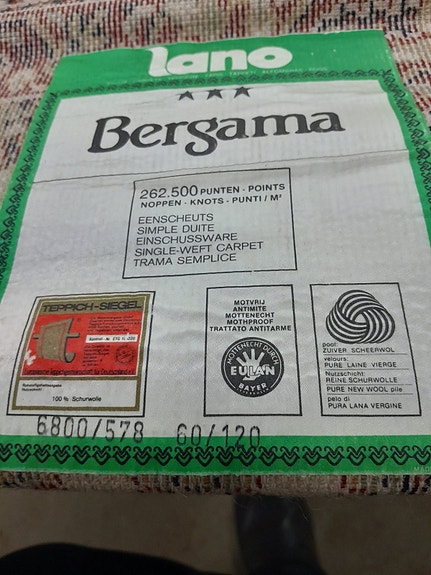 lano
Bergama
262.500 PUNTEN - POINTS
NOPPEN - KNOTS - PUNTI / M²
EENSCHEUTS
SIMPLE DUITE
EINSCHUSSWARE
SINGLE-WEFT CARPET
TRAMA SEMPLICE
TEPPICH-SIEGEL
100 % Schurwolle
MOTVRIJ
ANTIMITE
MOTTENECHT
MOTHPROOF
TRATTATO ANTITARME
MOTTENECHT DURCH
EULAN
BAYER
pool
ZUIVER SCHEERWOL
velours:
PURE LAINE VIERGE
Nutzschicht:
REINE SCHURWOLLE
PURE NEW WOOL pile
pelo di
PURA LANA VERGINE
6800/578 60/120